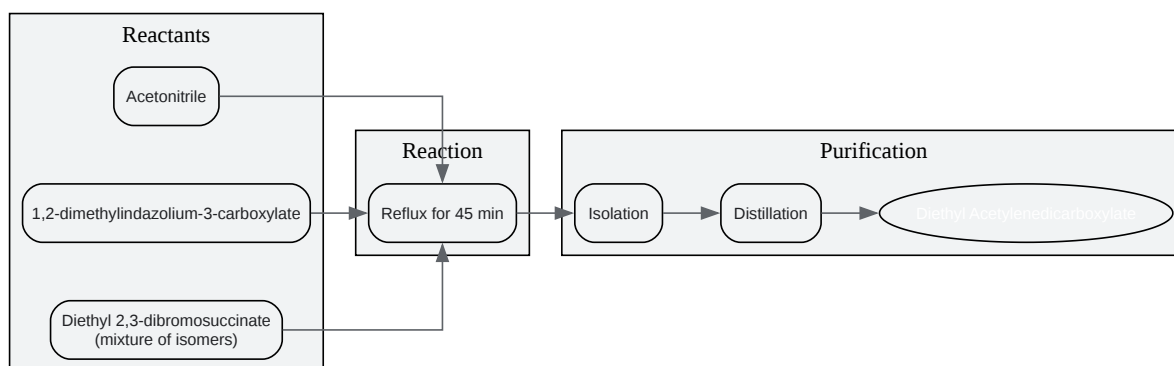 Reactants
Acetonitrile
1,2-dimethylindazolium-3-carboxylate
Diethyl 2,3-dibromosuccinate
(mixture of isomers)
Reaction
Reflux for 45 min
Purification
Isolation
Distillation
Diethyl Acetylenedicarboxylate